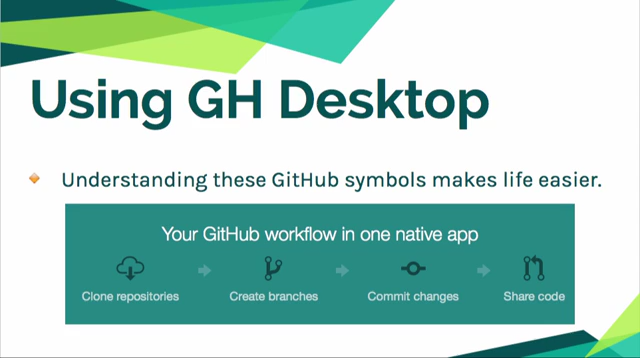 Using GH Desktop
Understanding these GitHub symbols makes life easier.
Your GitHub workflow in one native app
Clone repositories
Create branches
Commit changes
Share code